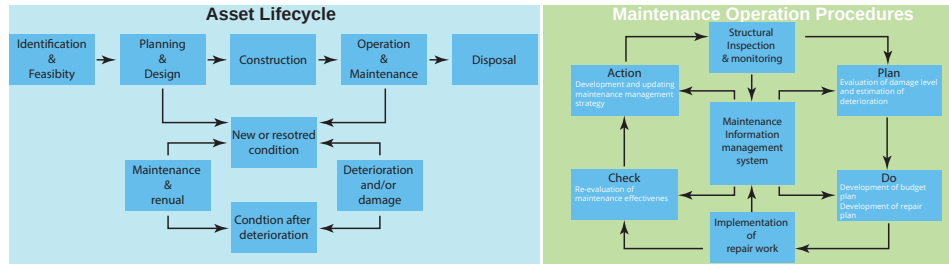 Asset Lifecycle
Identification
& Feasibity
Planning
&
Design
Construction
Operation
&
Maintenance
Disposal
New or resotred
condition
Maintenance
&
renual
Deterioration
and/or
damage
Condtion after
deterioration
Maintenance Operation Procedures
Structural
Inspection
& monitoring
Action
Development and updating
maintenance management
strategy
Plan
Evaluation of damage level
and estimation of
deterioration
Maintenance
Information
management
system
Check
Re-evaluation of
maintenance effectivenes
Do
Development of budget
plan
Development of repair
plan
Implementation
of
repair work